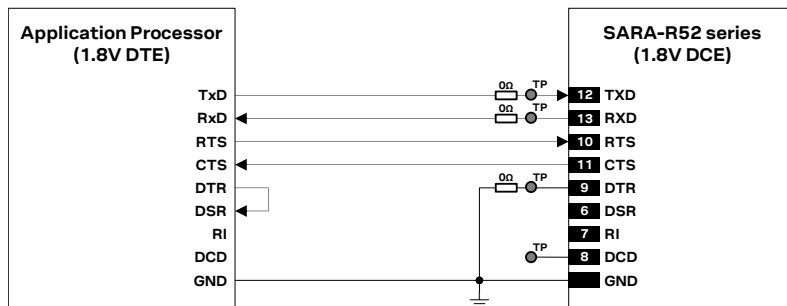 Application Processor
(1.8V DTE)
SARA-R52 series
(1.8V DCE)
TxD 0Ω TP 12 TXD
RxD 0Ω TP 13 RXD
RTS 10 RTS
CTS 11 CTS
DTR 0Ω TP 9 DTR
DSR 6 DSR
RI 7 RI
DCD TP 8 DCD
GND GND